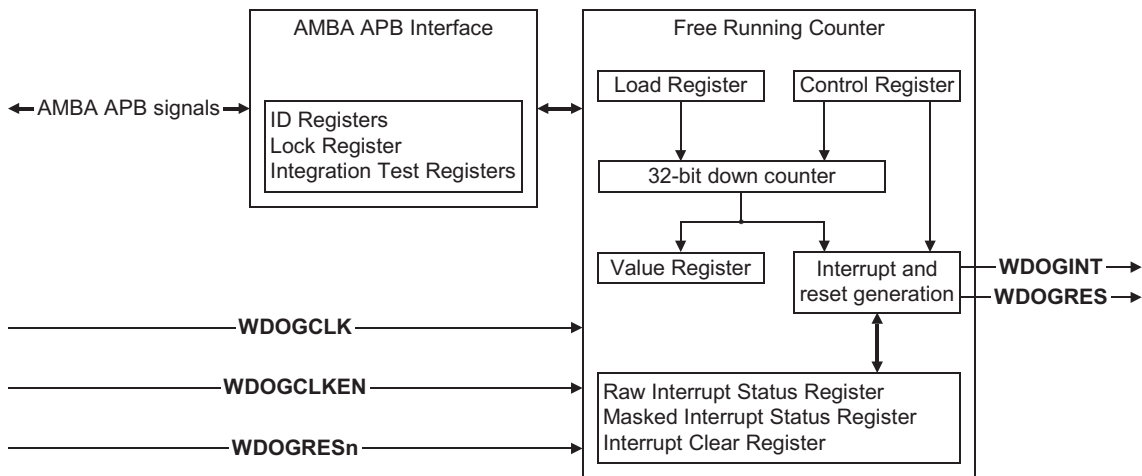 AMBA APB Interface
Free Running Counter
Load Register
Control Register
AMBA APB signals
ID Registers
Lock Register
Integration Test Registers
32-bit down counter
Value Register
Interrupt and
reset generation
WDOGINT
WDOGRES
WDOGCLK
WDOGCLKEN
WDOGRESn
Raw Interrupt Status Register
Masked Interrupt Status Register
Interrupt Clear Register